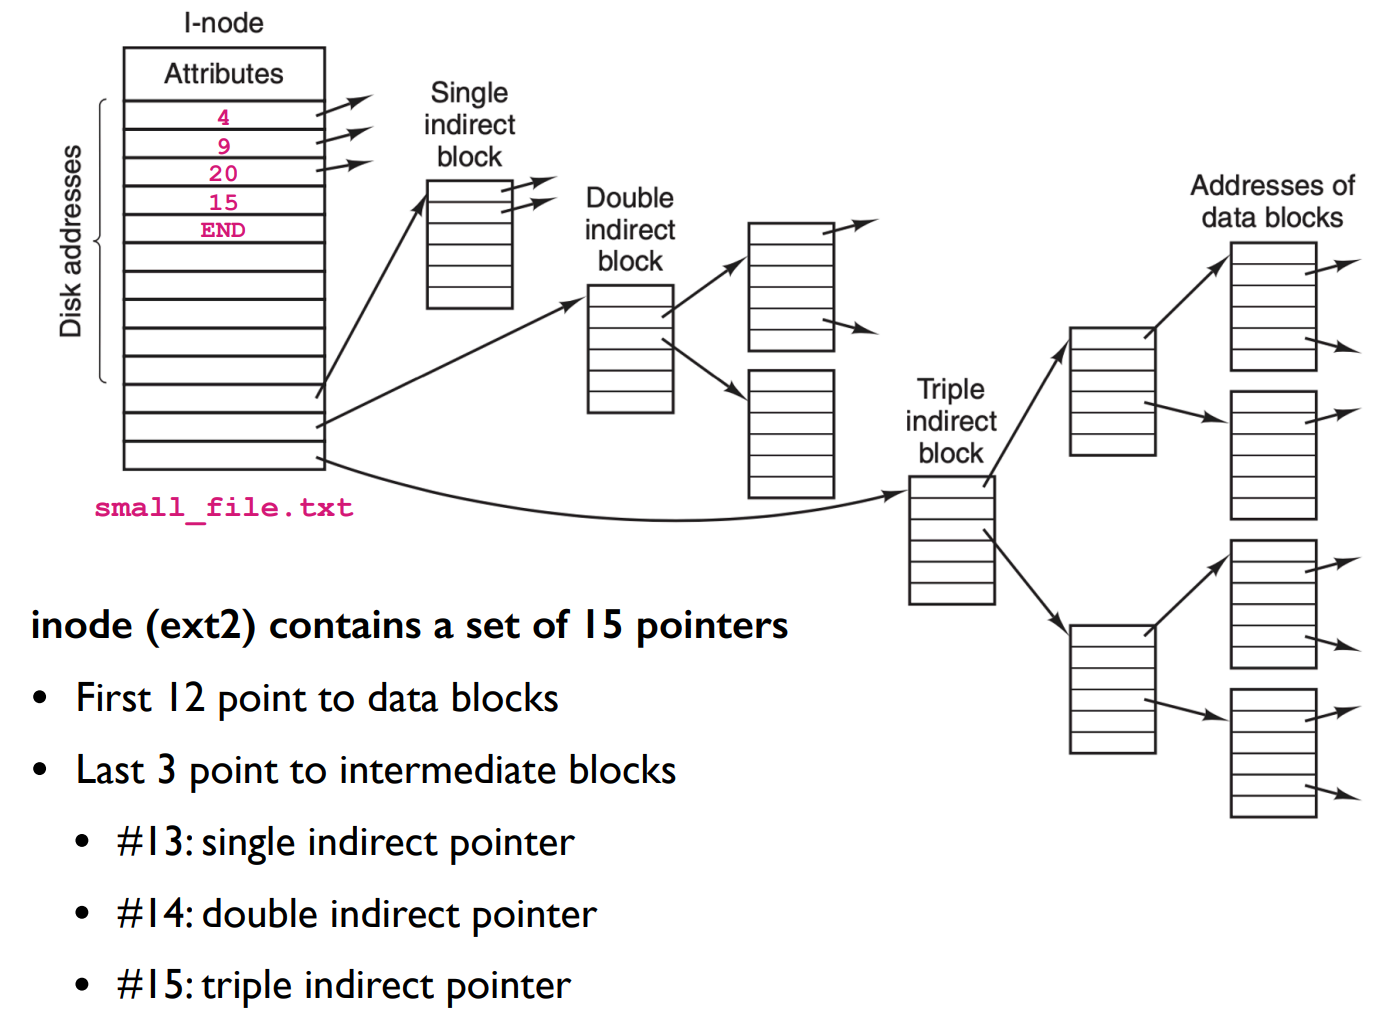 I-node
Attributes
Disk addresses
4
9
20
15
END
small_file.txt
Single
indirect
block
Double
indirect
block
Triple
indirect
block
Addresses of
data blocks
inode (ext2) contains a set of 15 pointers
• First 12 point to data blocks
• Last 3 point to intermediate blocks
• #13: single indirect pointer
• #14: double indirect pointer
• #15: triple indirect pointer